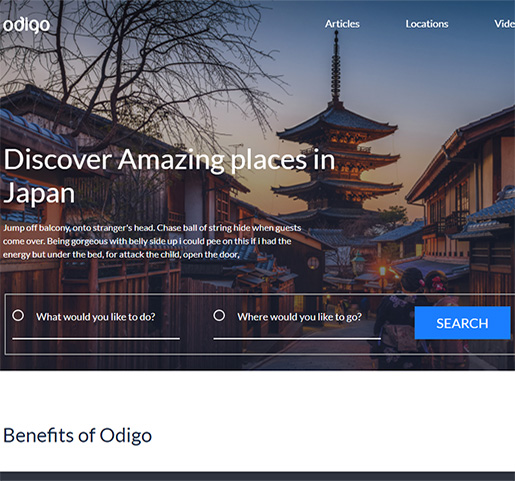 odigo
Articles
Locations
Vide
Discover Amazing places in
Japan
Jump off balcony, onto stranger's head. Chase ball of string hide when guests
come over. Being gorgeous with belly side up i could pee on this if i had the
energy but under the bed, for attack the child, open the door,
What would you like to do?
Where would you like to go?
SEARCH
Benefits of Odigo